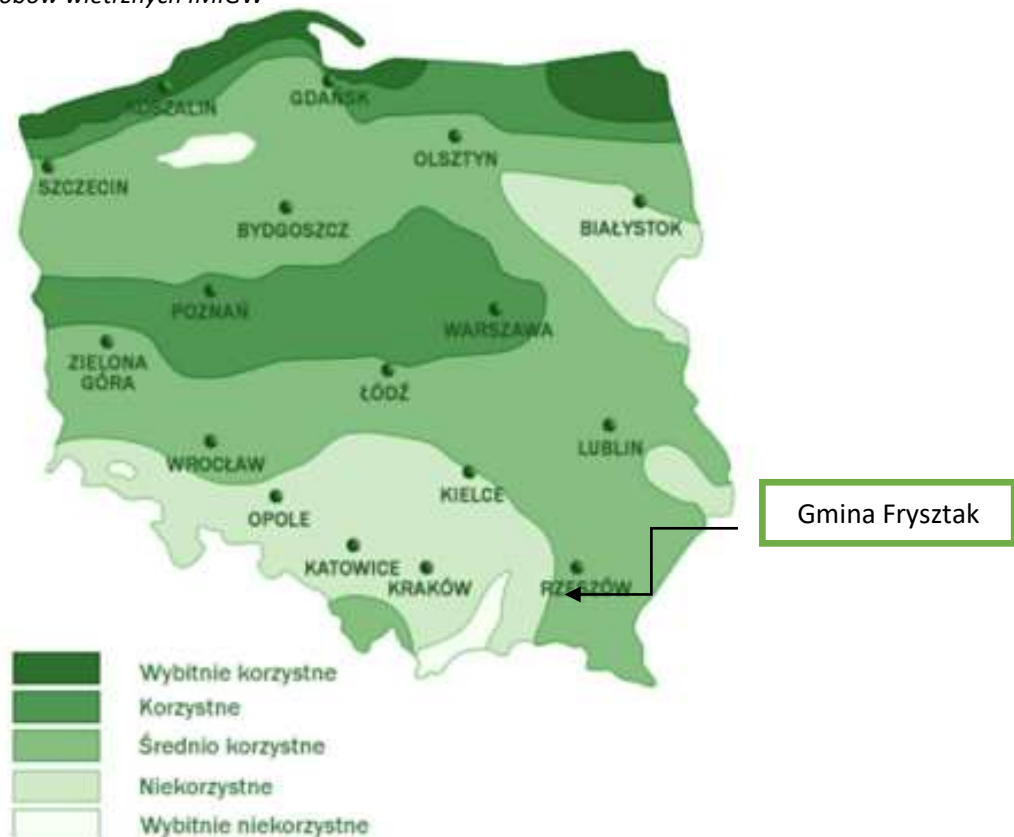 KOSZALIN
GDAŃSK
OLSZTYN
SZCZECIN
BYDGOSZCZ
BIAŁYSTOK
POZNAŃ
WARSZAWA
ZIELONA
GÓRA
ŁÓDŹ
LUBLIN
WROCŁAW
KIELCE
OPOLE
Gmina Frysztak
KATOWICE
KRAKÓW
RZESZÓW
Wybitnie korzystne
Korzystne
Średnio korzystne
Niekorzystne
Wybitnie niekorzystne